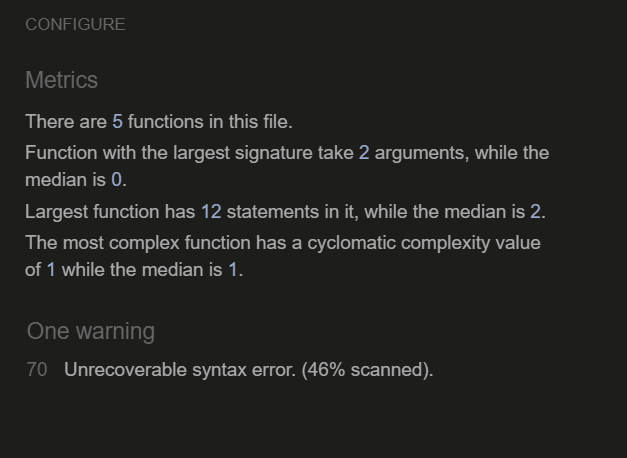 CONFIGURE
Metrics
There are 5 functions in this file.
Function with the largest signature take 2 arguments, while the
median is 0.
Largest function has 12 statements in it, while the median is 2.
The most complex function has a cyclomatic complexity value
of 1 while the median is 1.
One warning
70 Unrecoverable syntax error. (46% scanned).